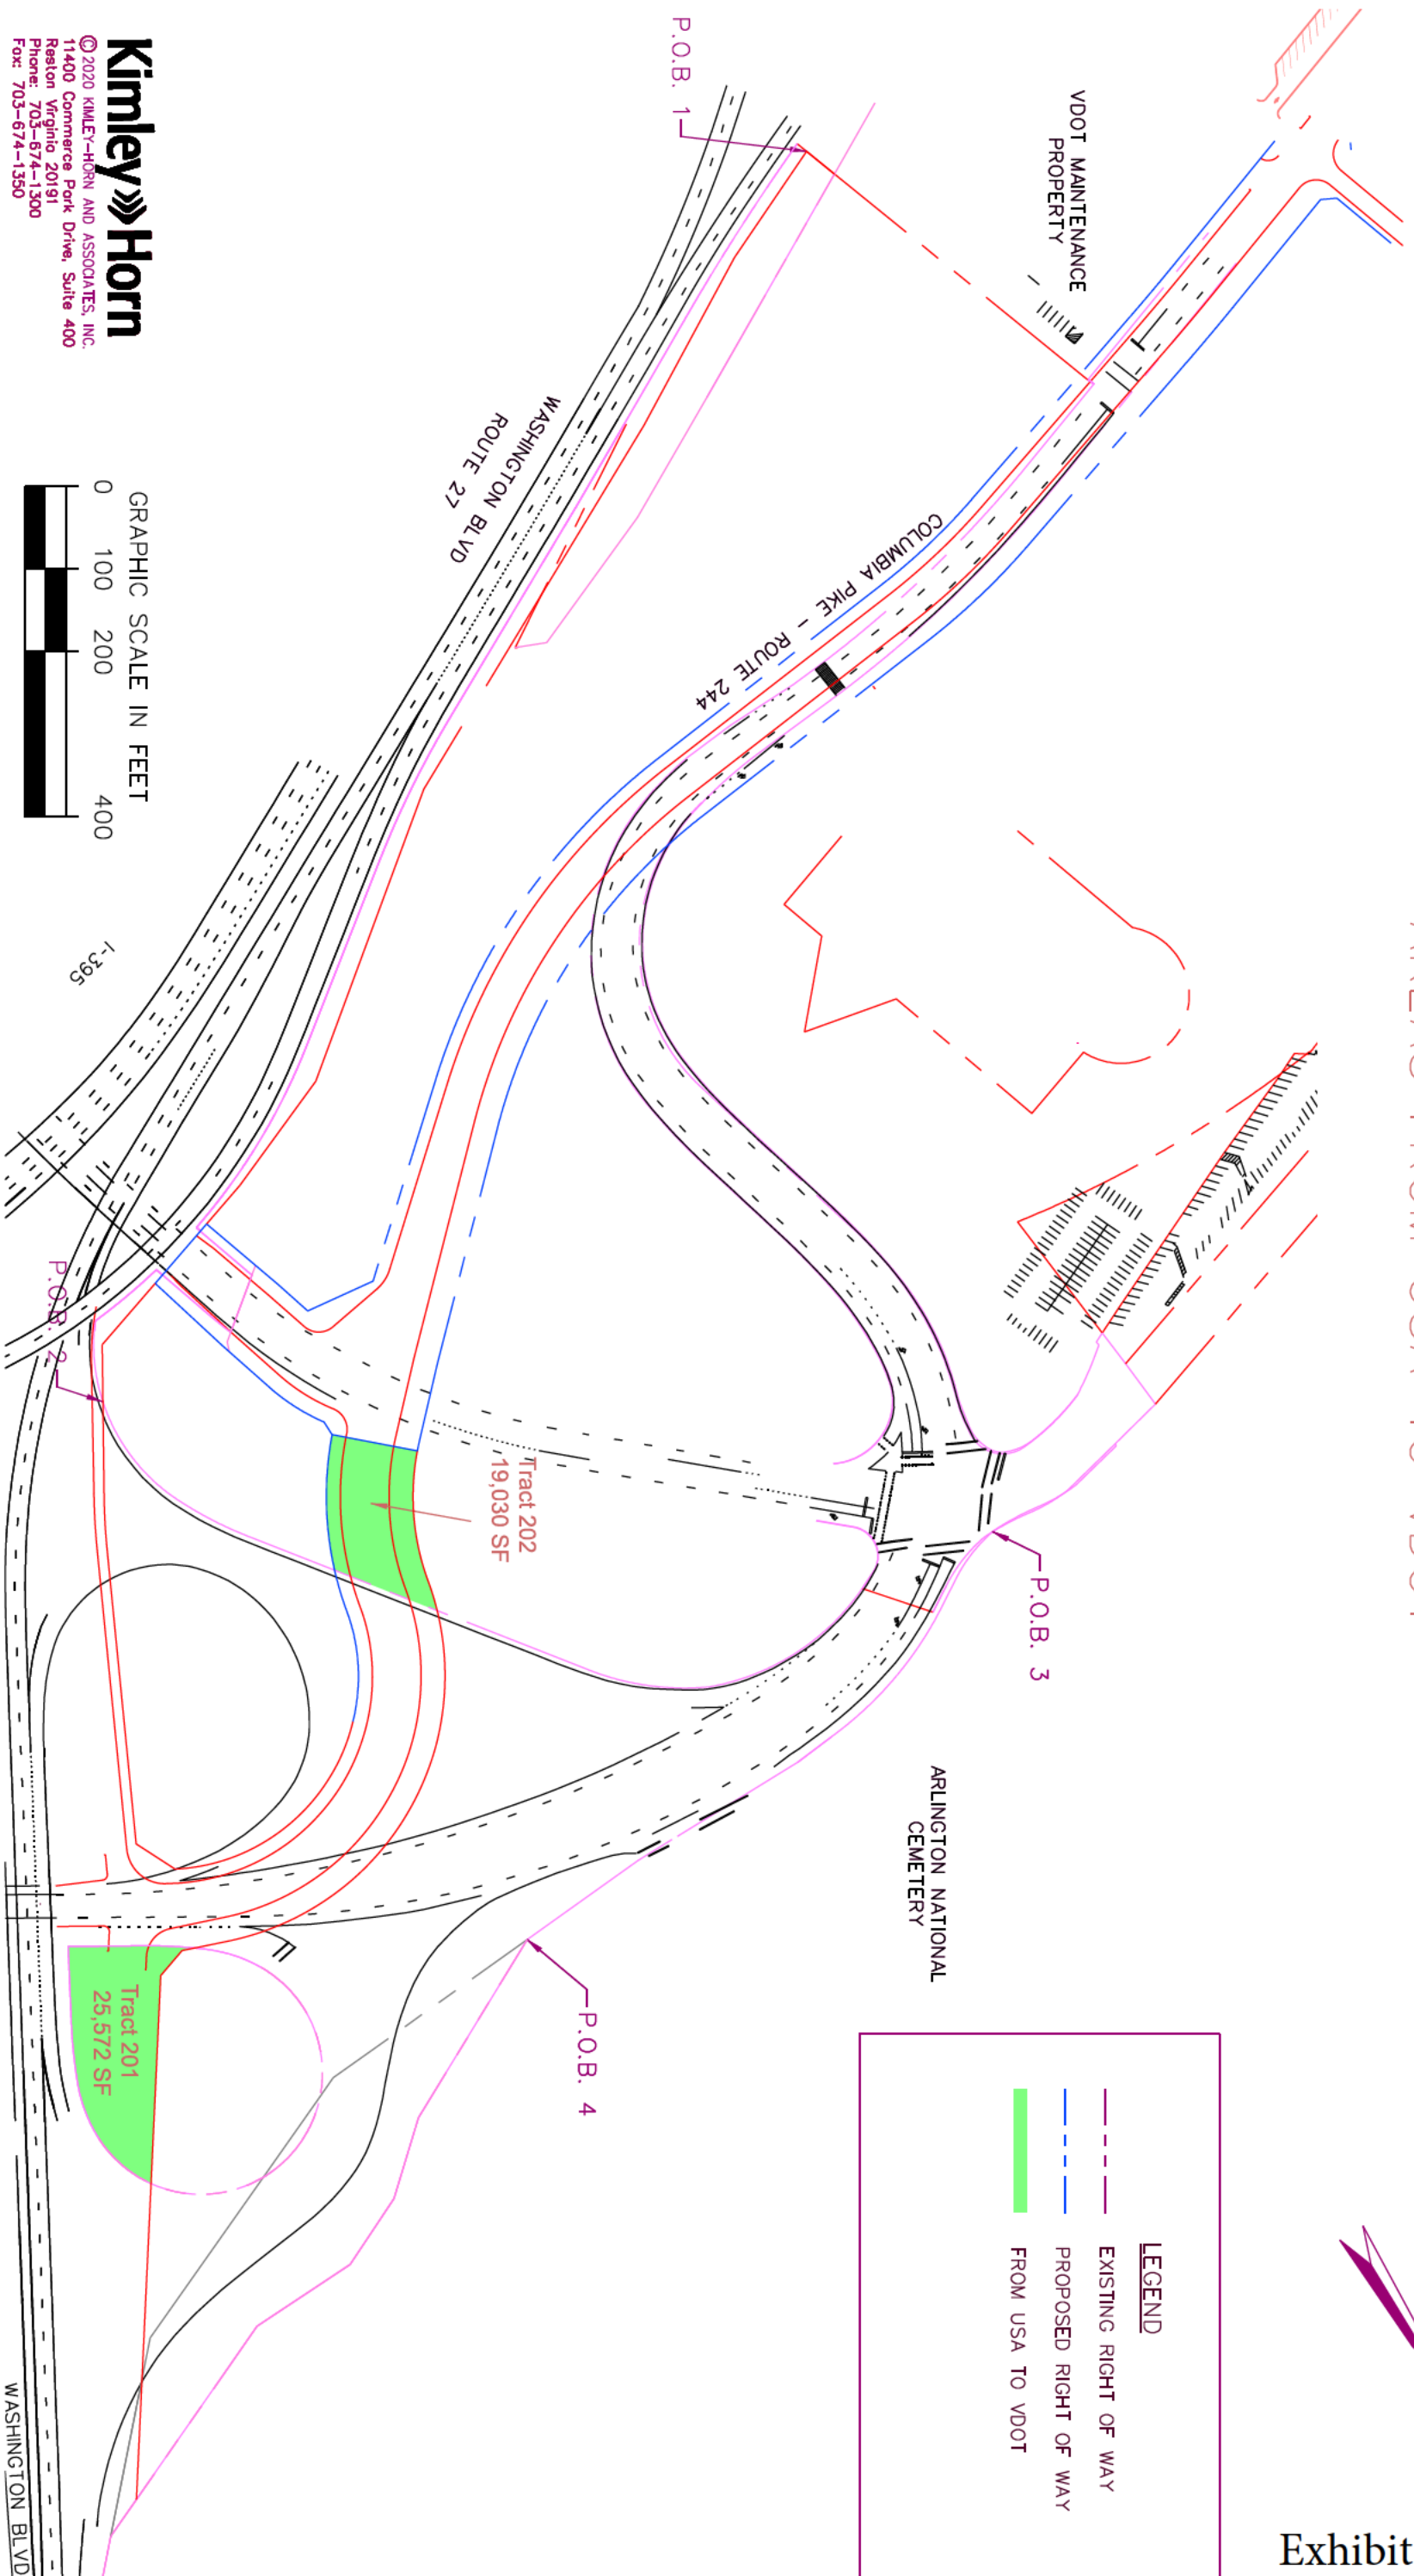 Exhibit
P.O.B. 1
VDOT MAINTENANCE
PROPERTY
WASHINGTON BLVD
ROUTE 27
COLUMBIA PIKE - ROUTE 244
I-395
P.O.B. 2
Tract 202
19,030 SF
P.O.B. 3
ARLINGTON NATIONAL
CEMETERY
P.O.B. 4
Tract 201
25,572 SF
WASHINGTON BLVD
LEGEND
EXISTING RIGHT OF WAY
PROPOSED RIGHT OF WAY
FROM USA TO VDOT
GRAPHIC SCALE IN FEET
0 100 200 400
Kimley»Horn
© 2020 KIMLEY-HORN AND ASSOCIATES, INC.
11400 Commerce Park Drive, Suite 400
Reston Virginia 20191
Phone: 703-674-1300
Fax: 703-674-1350